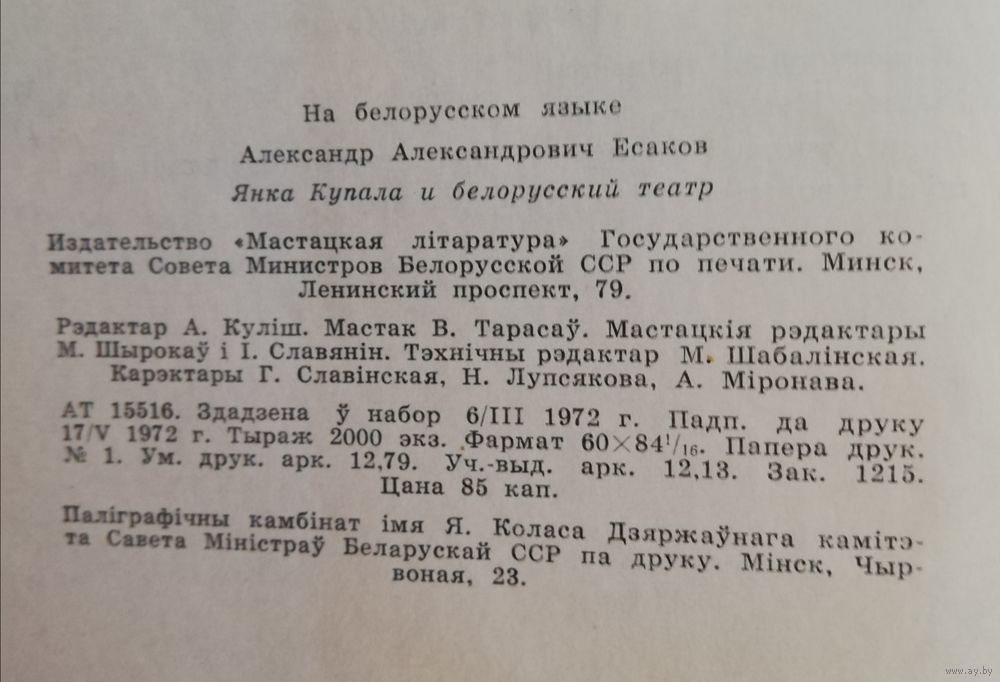 На белорусском языке
Александр Александрович Есаков
Янка Купала и белорусский театр
Издательство «Мастацкая літаратура» Государственного ко-
митета Совета Министров Белорусской ССР по печати. Минск,
Ленинский проспект, 79.
Рэдактар А. Куліш. Мастак В. Тарасаў. Мастацкія рэдактары
М. Шырокаў і І. Славянін. Тэхнічны рэдактар М. Шабалінская.
Карэктары Г. Славінская, Н. Лупсякова, А. Міронава.
АТ 15516. Здадзена ў набор 6/III 1972 г. Падп. да друку
17/V 1972 г. Тыраж 2000 экз. Фармат 60×84¹/₁₆. Папера друк.
№ 1. Ум. друк. арк. 12,79. Уч.-выд. арк. 12,13. Зак. 1215.
Цана 85 кап.
Паліграфічны камбінат імя Я. Коласа Дзяржаўнага камітэ-
та Савета Міністраў Беларускай ССР па друку. Мінск, Чыр-
воная, 23.
www.ay.by